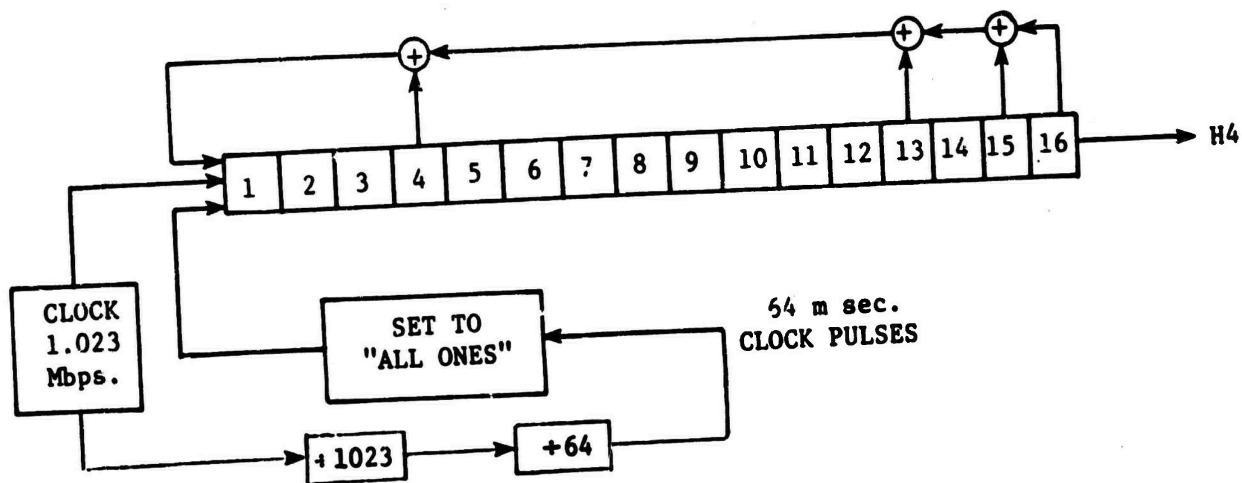 +
+
+
1 2 3 4 5 6 7 8 9 10 11 12 13 14 15 16
H4
CLOCK
1.023
Mbps.
SET TO
"ALL ONES"
64 m sec.
CLOCK PULSES
÷1023
÷64